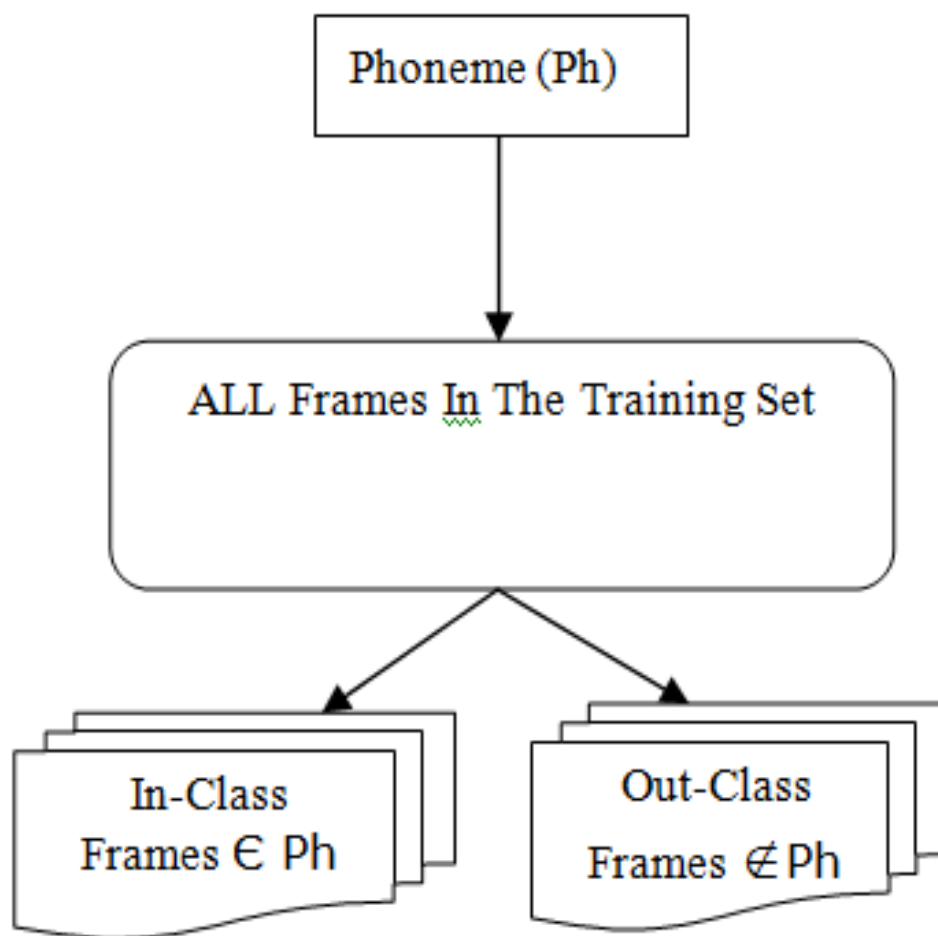 Phoneme (Ph)
ALL Frames In The Training Set
In-Class
Frames ∈ Ph
Out-Class
Frames ∉ Ph